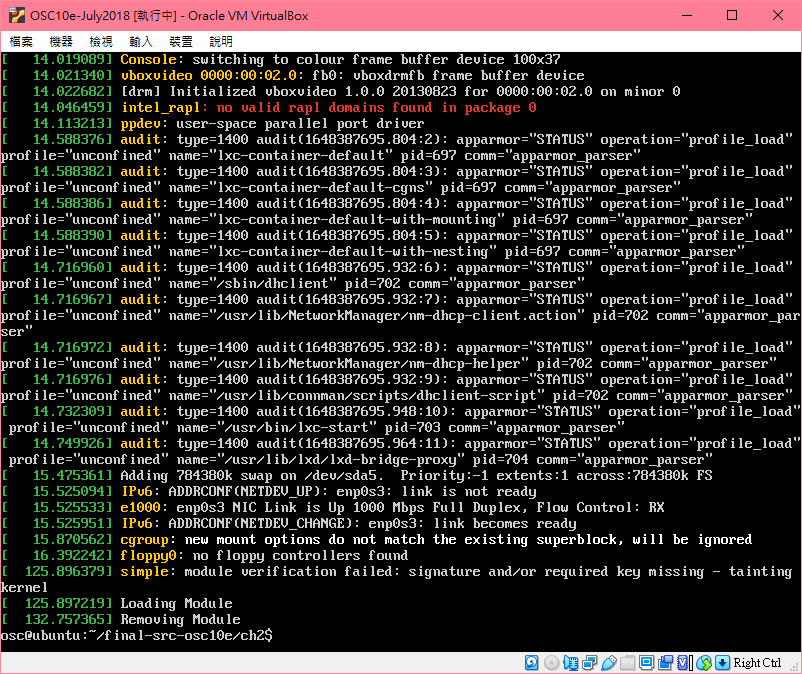 OSC10e-July2018 [執行中] - Oracle VM VirtualBox
檔案 機器 檢視 輸入 裝置 說明
[   14.019089] Console: switching to colour frame buffer device 100x37
[   14.021340] vboxvideo 0000:00:02.0: fb0: vboxdrmfb frame buffer device
[   14.022682] [drm] Initialized vboxvideo 1.0.0 20130823 for 0000:00:02.0 on minor 0
[   14.046459] intel_rapl: no valid rapl domains found in package 0
[   14.113213] ppdev: user-space parallel port driver
[   14.588376] audit: type=1400 audit(1648387695.804:2): apparmor="STATUS" operation="profile_load"
profile="unconfined" name="lxc-container-default" pid=697 comm="apparmor_parser"
[   14.588382] audit: type=1400 audit(1648387695.804:3): apparmor="STATUS" operation="profile_load"
profile="unconfined" name="lxc-container-default-cgns" pid=697 comm="apparmor_parser"
[   14.588386] audit: type=1400 audit(1648387695.804:4): apparmor="STATUS" operation="profile_load"
profile="unconfined" name="lxc-container-default-with-mounting" pid=697 comm="apparmor_parser"
[   14.588390] audit: type=1400 audit(1648387695.804:5): apparmor="STATUS" operation="profile_load"
profile="unconfined" name="lxc-container-default-with-nesting" pid=697 comm="apparmor_parser"
[   14.716960] audit: type=1400 audit(1648387695.932:6): apparmor="STATUS" operation="profile_load"
profile="unconfined" name="/sbin/dhclient" pid=702 comm="apparmor_parser"
[   14.716967] audit: type=1400 audit(1648387695.932:7): apparmor="STATUS" operation="profile_load"
profile="unconfined" name="/usr/lib/NetworkManager/nm-dhcp-client.action" pid=702 comm="apparmor_par
ser"
[   14.716972] audit: type=1400 audit(1648387695.932:8): apparmor="STATUS" operation="profile_load"
profile="unconfined" name="/usr/lib/NetworkManager/nm-dhcp-helper" pid=702 comm="apparmor_parser"
[   14.716976] audit: type=1400 audit(1648387695.932:9): apparmor="STATUS" operation="profile_load"
profile="unconfined" name="/usr/lib/connman/scripts/dhclient-script" pid=702 comm="apparmor_parser"
[   14.732309] audit: type=1400 audit(1648387695.948:10): apparmor="STATUS" operation="profile_load"
 profile="unconfined" name="/usr/bin/lxc-start" pid=703 comm="apparmor_parser"
[   14.749926] audit: type=1400 audit(1648387695.964:11): apparmor="STATUS" operation="profile_load"
 profile="unconfined" name="/usr/lib/lxd/lxd-bridge-proxy" pid=704 comm="apparmor_parser"
[   15.475361] Adding 784380k swap on /dev/sda5.  Priority:-1 extents:1 across:784380k FS
[   15.525094] IPv6: ADDRCONF(NETDEV_UP): enp0s3: link is not ready
[   15.525533] e1000: enp0s3 NIC Link is Up 1000 Mbps Full Duplex, Flow Control: RX
[   15.525951] IPv6: ADDRCONF(NETDEV_CHANGE): enp0s3: link becomes ready
[   15.870562] cgroup: new mount options do not match the existing superblock, will be ignored
[   16.392242] floppy0: no floppy controllers found
[  125.896379] simple: module verification failed: signature and/or required key missing - tainting
kernel
[  125.897219] Loading Module
[  132.757365] Removing Module
osc@ubuntu:~/final-src-osc10e/ch2$
Right Ctrl